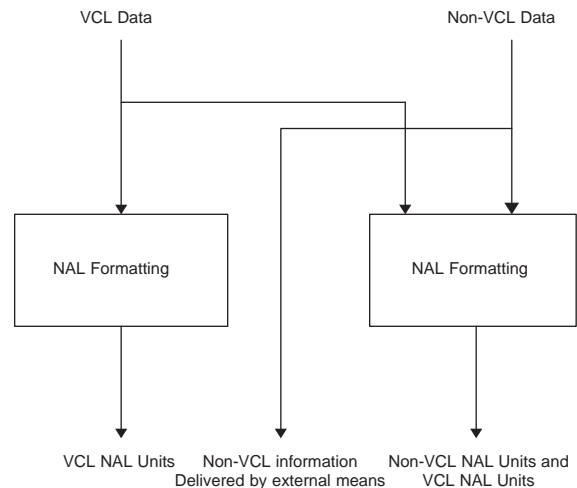 VCL Data
Non-VCL Data
NAL Formatting
NAL Formatting
VCL NAL Units
Non-VCL information
Delivered by external means
Non-VCL NAL Units and
VCL NAL Units